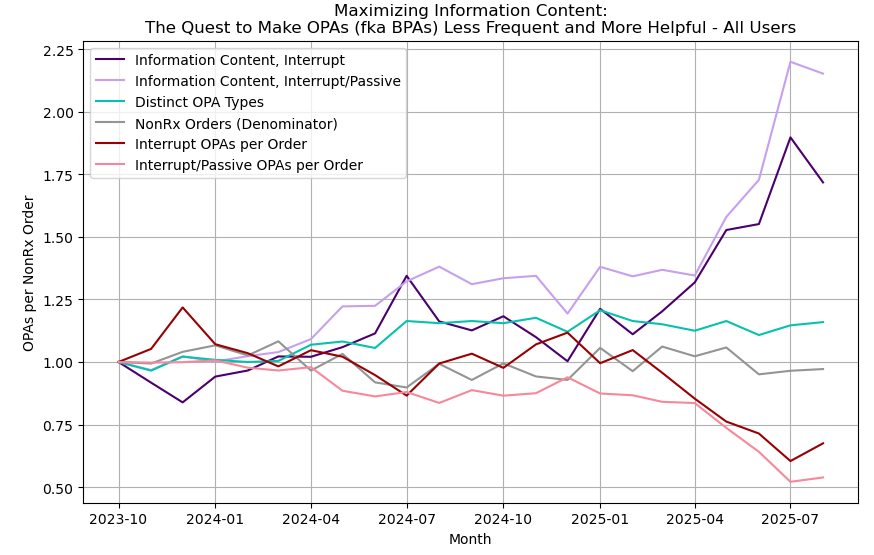 Maximizing Information Content:
The Quest to Make OPAs (fka BPAs) Less Frequent and More Helpful - All Users
2.25
2.00
1.75
1.50
1.25
1.00
0.75
0.50
OPAs per NonRx Order
Information Content, Interrupt
Information Content, Interrupt/Passive
Distinct OPA Types
NonRx Orders (Denominator)
Interrupt OPAs per Order
Interrupt/Passive OPAs per Order
2023-10 2024-01 2024-04 2024-07 2024-10 2025-01 2025-04 2025-07
Month